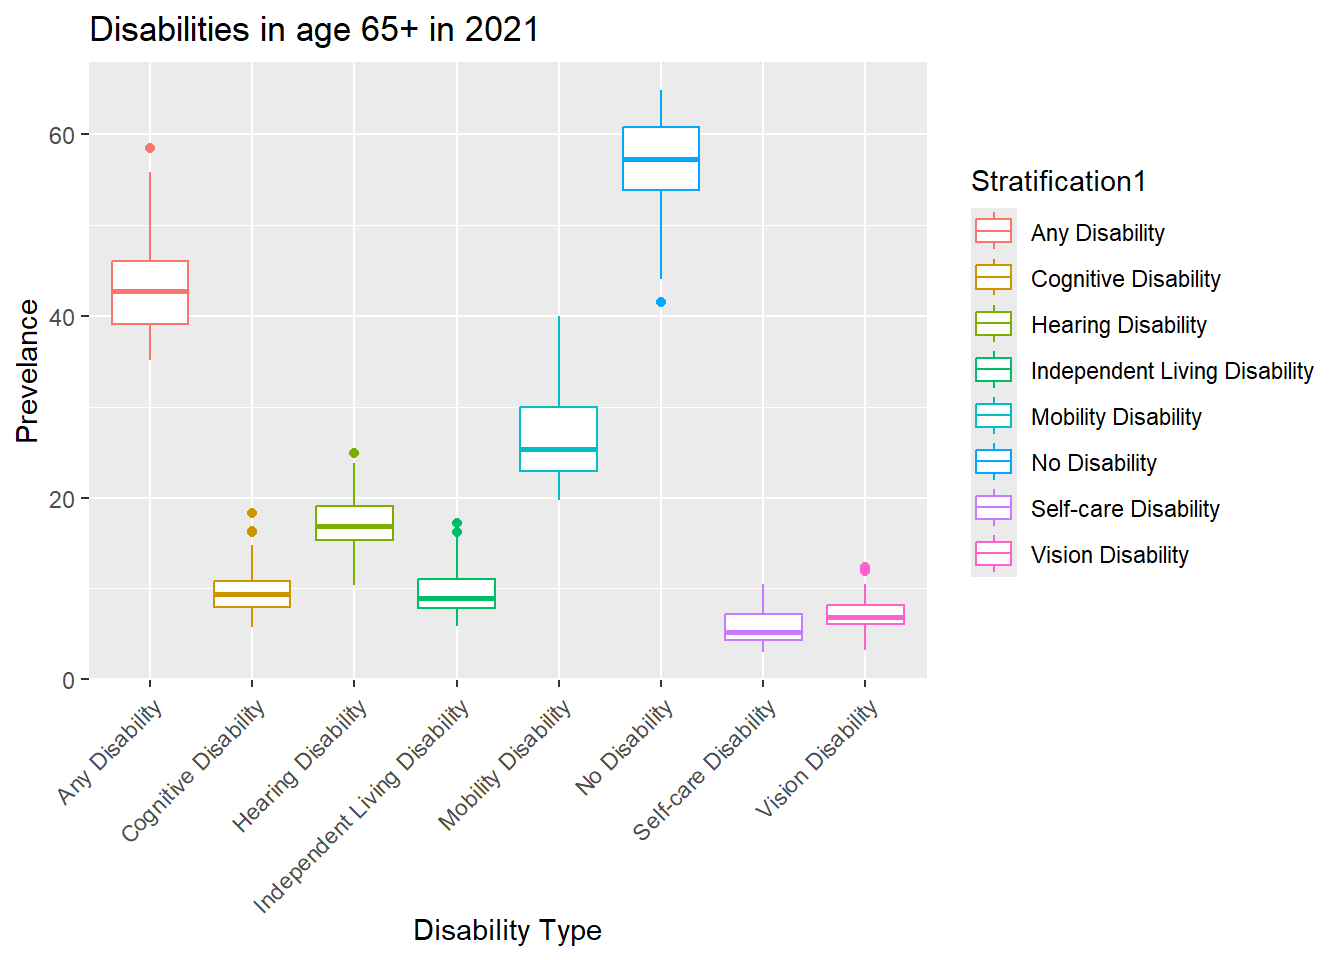 Disabilities in age 65+ in 2021
Prevelance
60
40
20
0
Any Disability
Cognitive Disability
Hearing Disability
Independent Living Disability
Mobility Disability
No Disability
Self-care Disability
Vision Disability
Disability Type
Stratification1
Any Disability
Cognitive Disability
Hearing Disability
Independent Living Disability
Mobility Disability
No Disability
Self-care Disability
Vision Disability